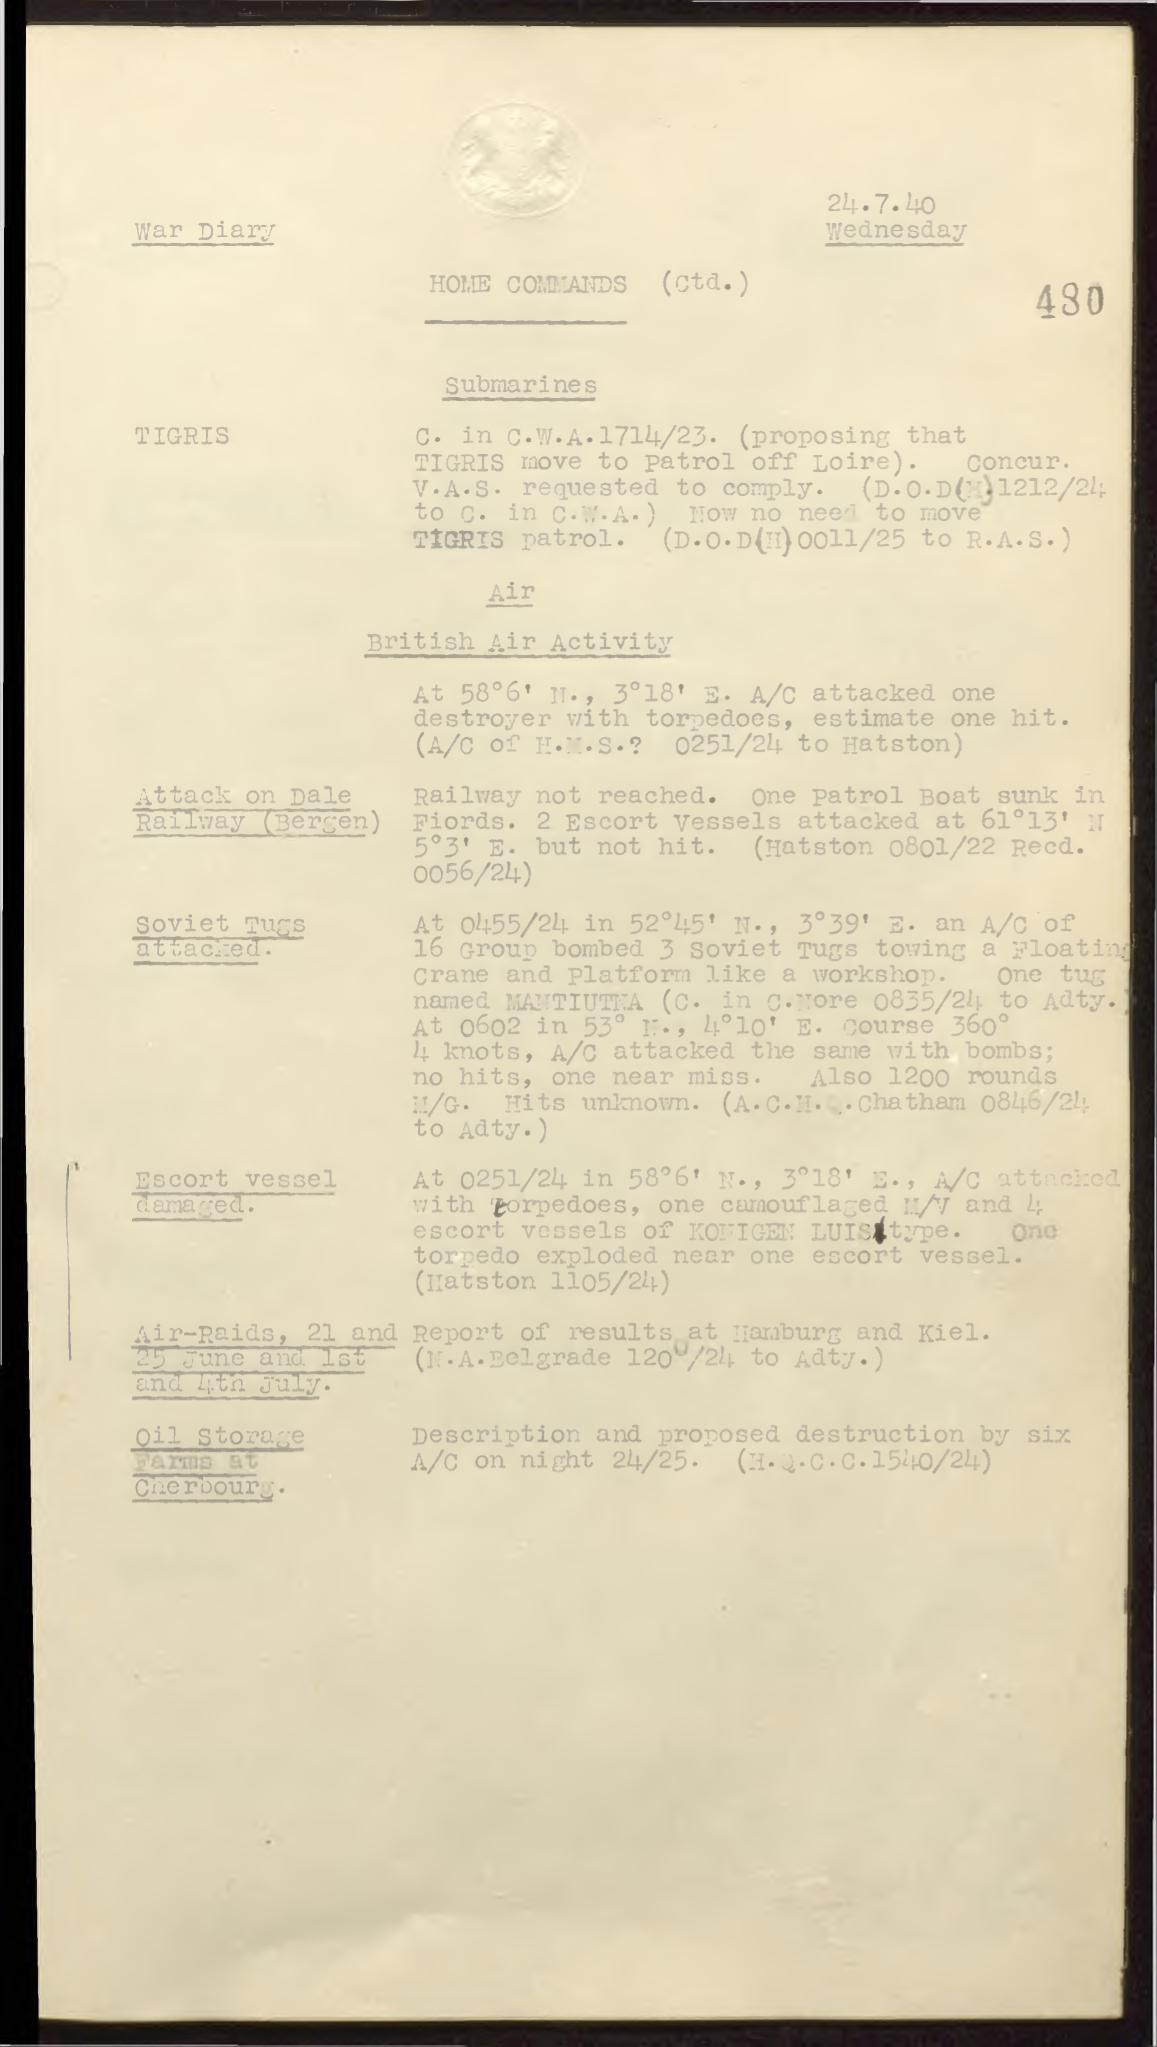 24.7.40
War Diary
Wednesday
HOME COMMANDS (Ctd.)
480
Submarines
TIGRIS
C. in C.W.A.1714/23. (proposing that
TIGRIS move to Patrol off Loire). Concur.
V.A.S. requested to comply. (D.O.D(H)1212/24
to C. in C.W.A.) Now no need to move
TIGRIS patrol. (D.O.D(H)0011/25 to R.A.S.)
Air
British Air Activity
At 58°6' N., 3°18' E. A/C attacked one
destroyer with torpedoes, estimate one hit.
(A/C of H.M.S.? 0251/24 to Hatston)
Attack on Dale
Railway (Bergen)
Railway not reached. One Patrol Boat sunk in
Fiords. 2 Escort Vessels attacked at 61°13' N
5°3' E. but not hit. (Hatston 0801/22 Recd.
0056/24)
Soviet Tugs
attacked.
At 0455/24 in 52°45' N., 3°39' E. an A/C of
16 Group bombed 3 Soviet Tugs towing a Floating
Crane and Platform like a workshop. One tug
named (C. in C.Nore 0835/24 to Adty.)
At 0602 in 53° N., 4°10' E. Course 360°
4 knots, A/C attacked the same with bombs;
no hits, one near miss. Also 1200 rounds
M/G. Hits unknown. (A.C.H.Q.Chatham 0846/24
to Adty.)
Escort vessel
damaged.
At 0251/24 in 58°6' N., 3°18' E., A/C attacked
with torpedoes, one camouflaged M/V and 4
escort vessels of KONIGEN LUIS type. One
torpedo exploded near one escort vessel.
(Hatston 1105/24)
Air-Raids, 21 and
25 June and 1st
and 4th July.
Report of results at Hamburg and Kiel.
(N.A.Belgrade 1200/24 to Adty.)
Oil Storage
Farms at
Cherbourg.
Description and proposed destruction by six
A/C on night 24/25. (H.Q.C.C.1540/24)